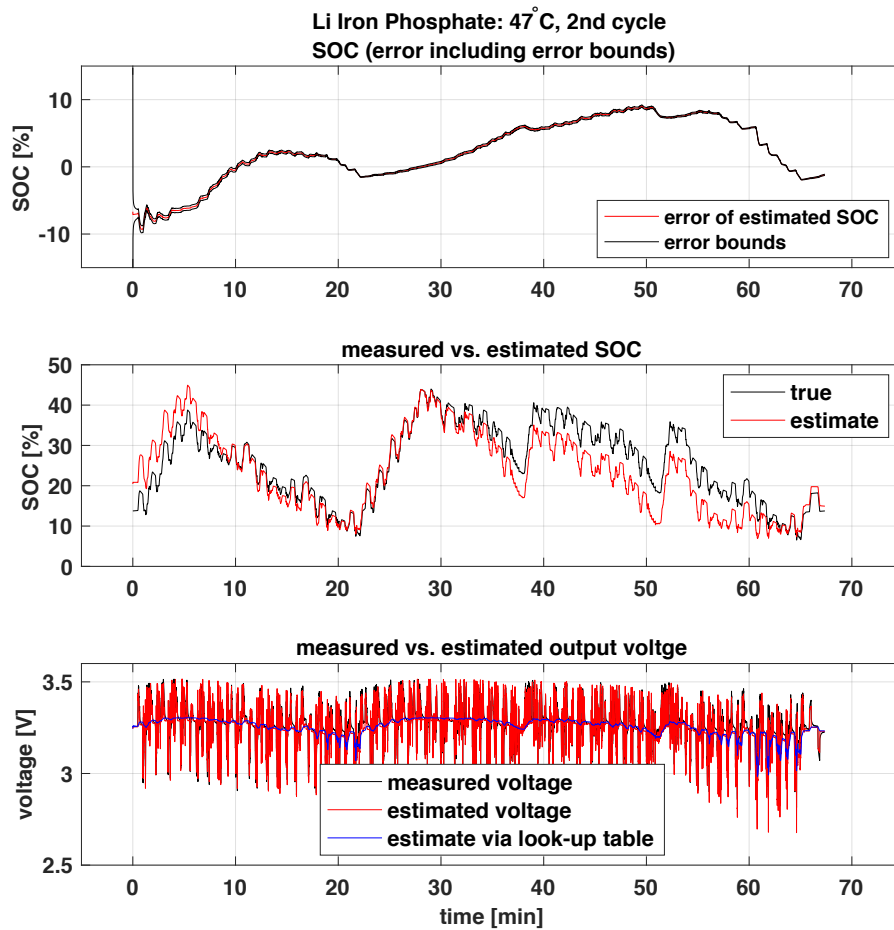 Li Iron Phosphate: 47°C, 2nd cycle
SOC (error including error bounds)
10
0
-10
SOC [%]
error of estimated SOC
error bounds
0 10 20 30 40 50 60 70
measured vs. estimated SOC
50
40
30
20
10
0
SOC [%]
true
estimate
0 10 20 30 40 50 60 70
measured vs. estimated output voltge
3.5
3
2.5
voltage [V]
measured voltage
estimated voltage
estimate via look-up table
0 10 20 30 40 50 60 70
time [min]